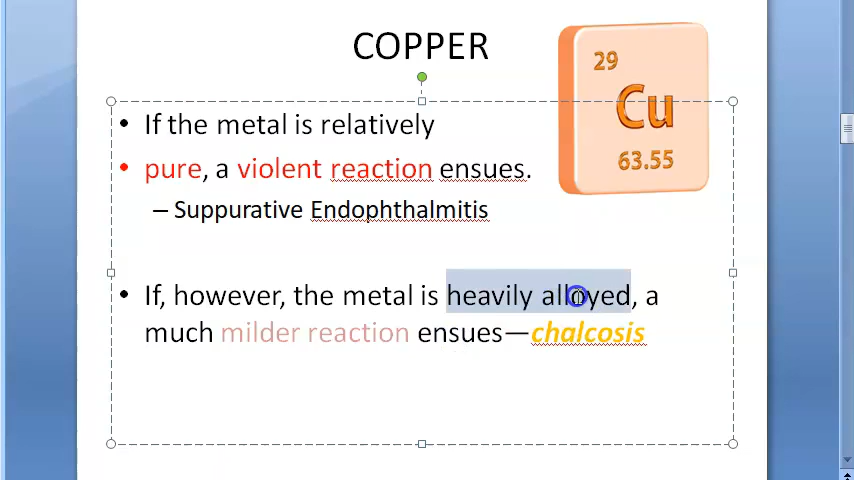 COPPER
29
Cu
63.55
• If the metal is relatively
• pure, a violent reaction ensues.
– Suppurative Endophthalmitis
• If, however, the metal is heavily alloyed, a
much milder reaction ensues—chalcosis